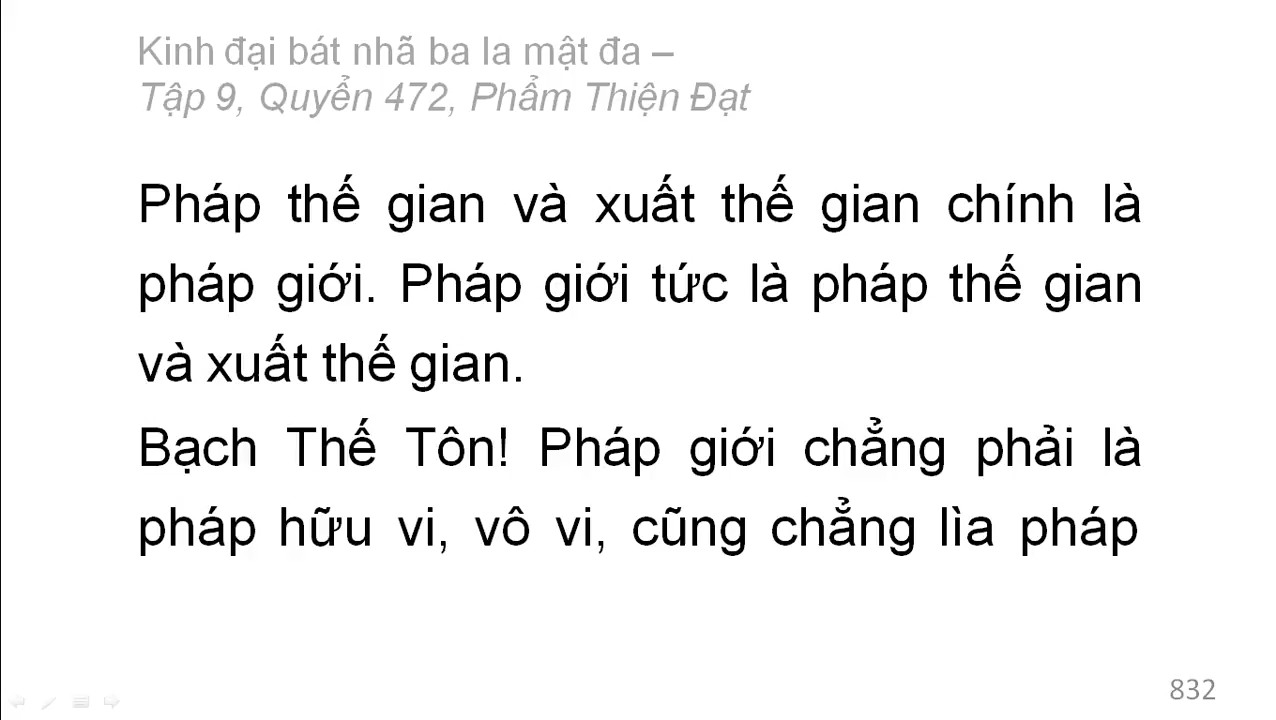 Kinh đại bát nhã ba la mật đa –
Tập 9, Quyển 472, Phẩm Thiện Đạt
Pháp thế gian và xuất thế gian chính là
pháp giới. Pháp giới tức là pháp thế gian
và xuất thế gian.
Bạch Thế Tôn! Pháp giới chẳng phải là
pháp hữu vi, vô vi, cũng chẳng lìa pháp
832